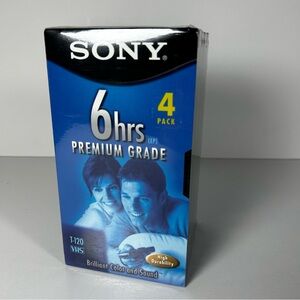 SONY®
4
PACK
6hrs
(EP)
PREMIUM GRADE
High
Durability
T-120
VHS
Brilliant Color and Sound